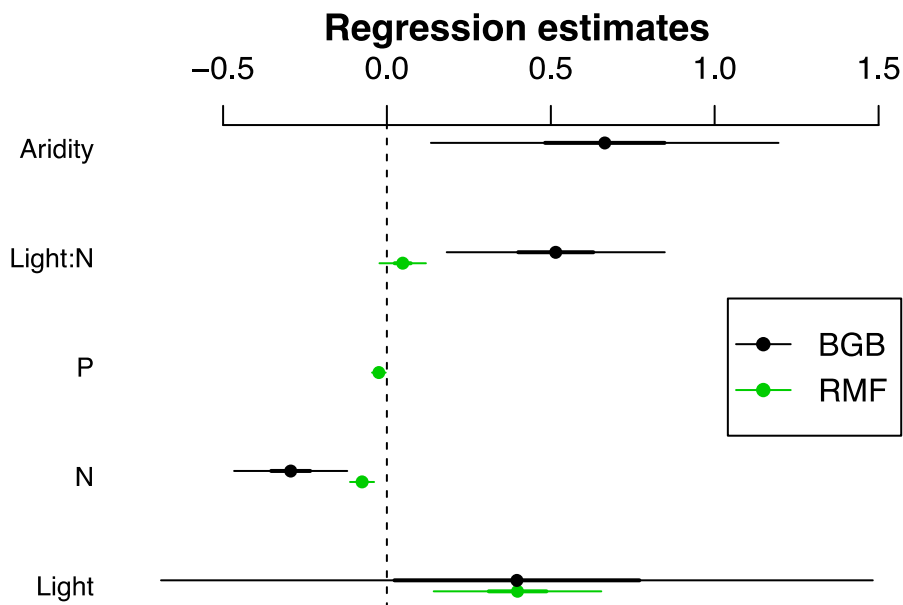 Regression estimates
−0.5 0.0 0.5 1.0 1.5
Aridity
Light:N
P
N
Light
BGB
RMF